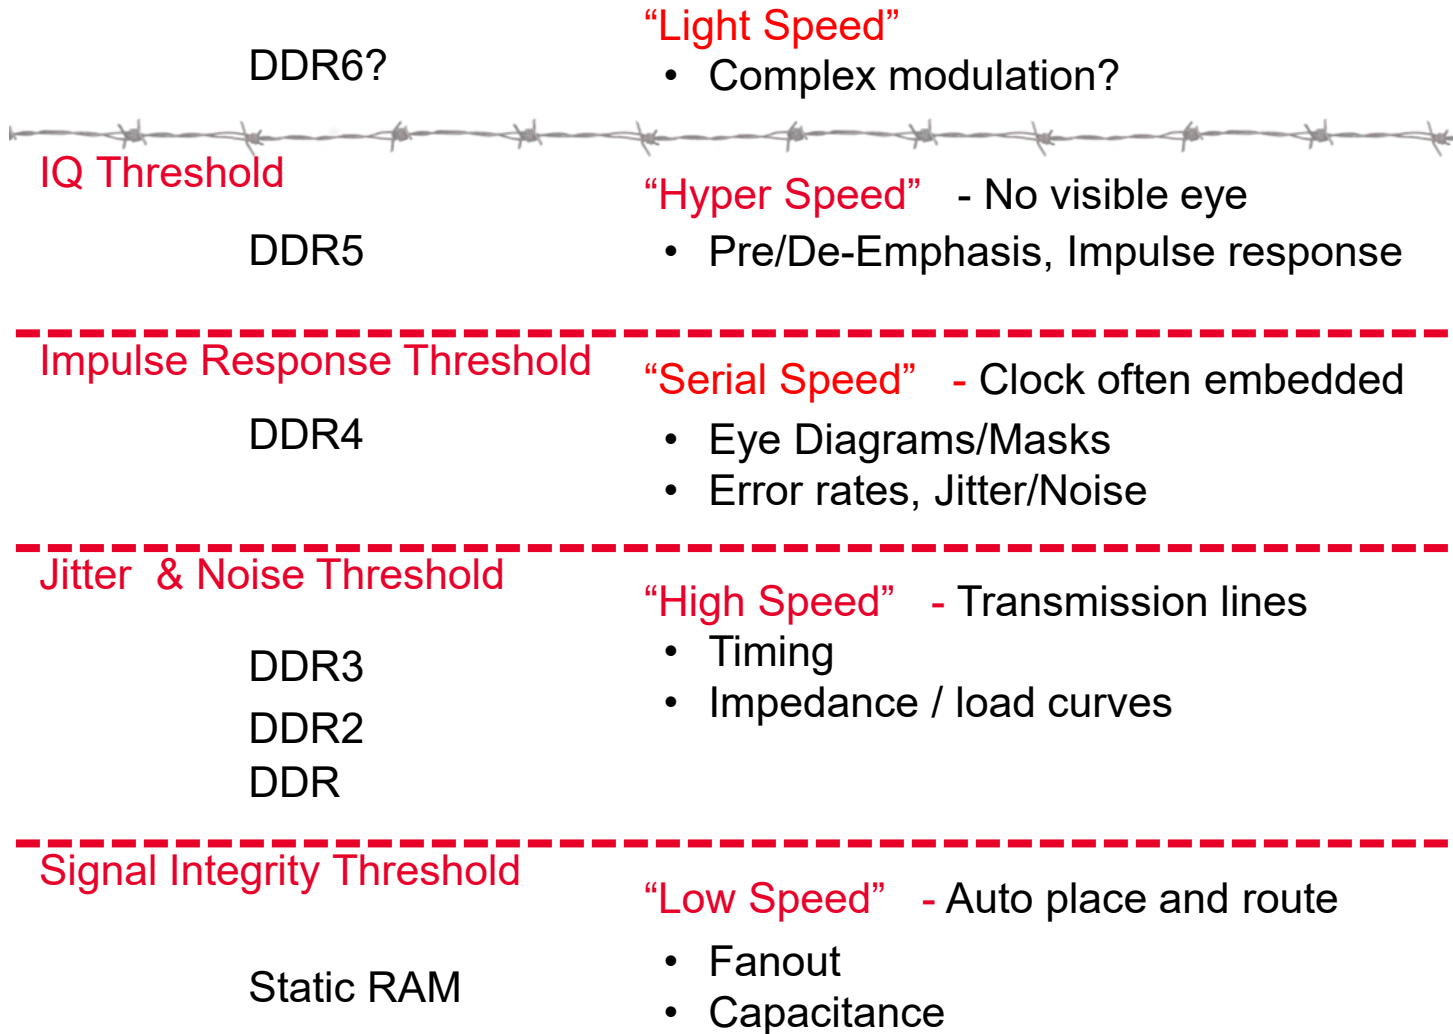 “Light Speed”
DDR6?
• Complex modulation?
IQ Threshold
“Hyper Speed” - No visible eye
DDR5
• Pre/De-Emphasis, Impulse response
Impulse Response Threshold
“Serial Speed” - Clock often embedded
DDR4
• Eye Diagrams/Masks
• Error rates, Jitter/Noise
Jitter & Noise Threshold
“High Speed” - Transmission lines
• Timing
DDR3
• Impedance / load curves
DDR2
DDR
Signal Integrity Threshold
“Low Speed” - Auto place and route
• Fanout
Static RAM
• Capacitance